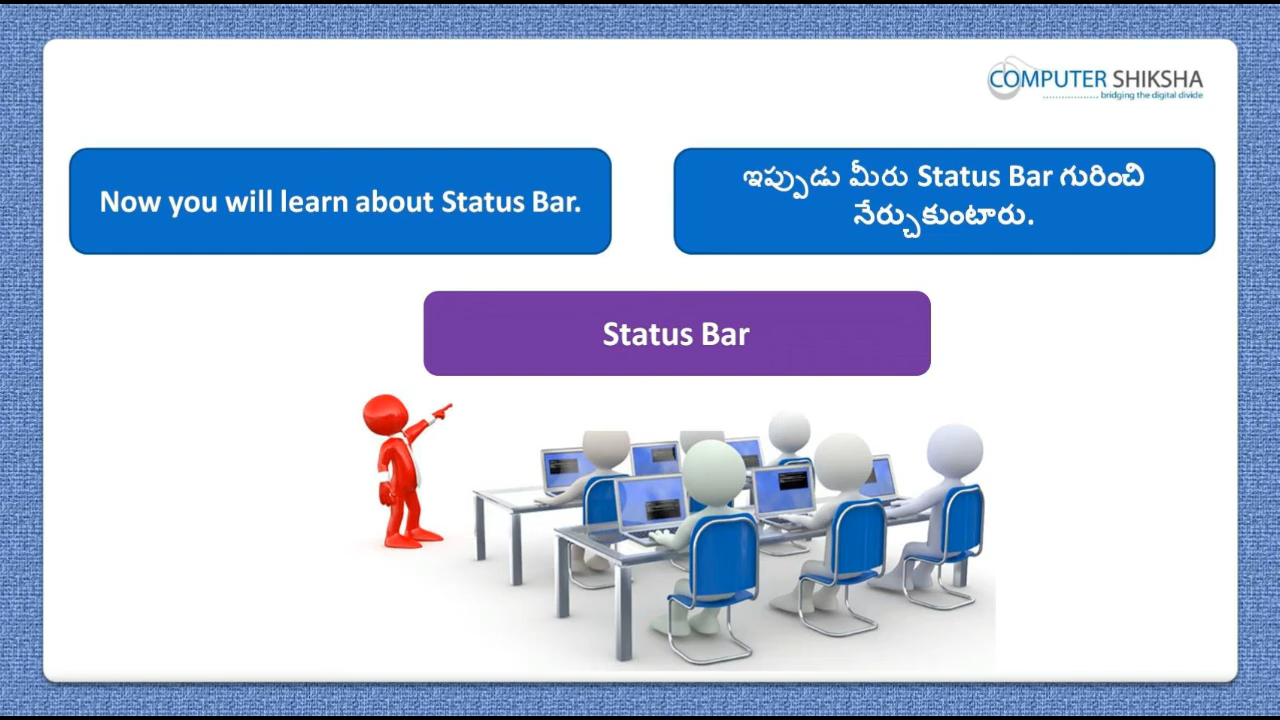 COMPUTER SHIKSHA
bridging the digital divide
Now you will learn about Status Bar.
ఇప్పుడు మీరు Status Bar గురించి
నేర్చుకుంటారు.
Status Bar